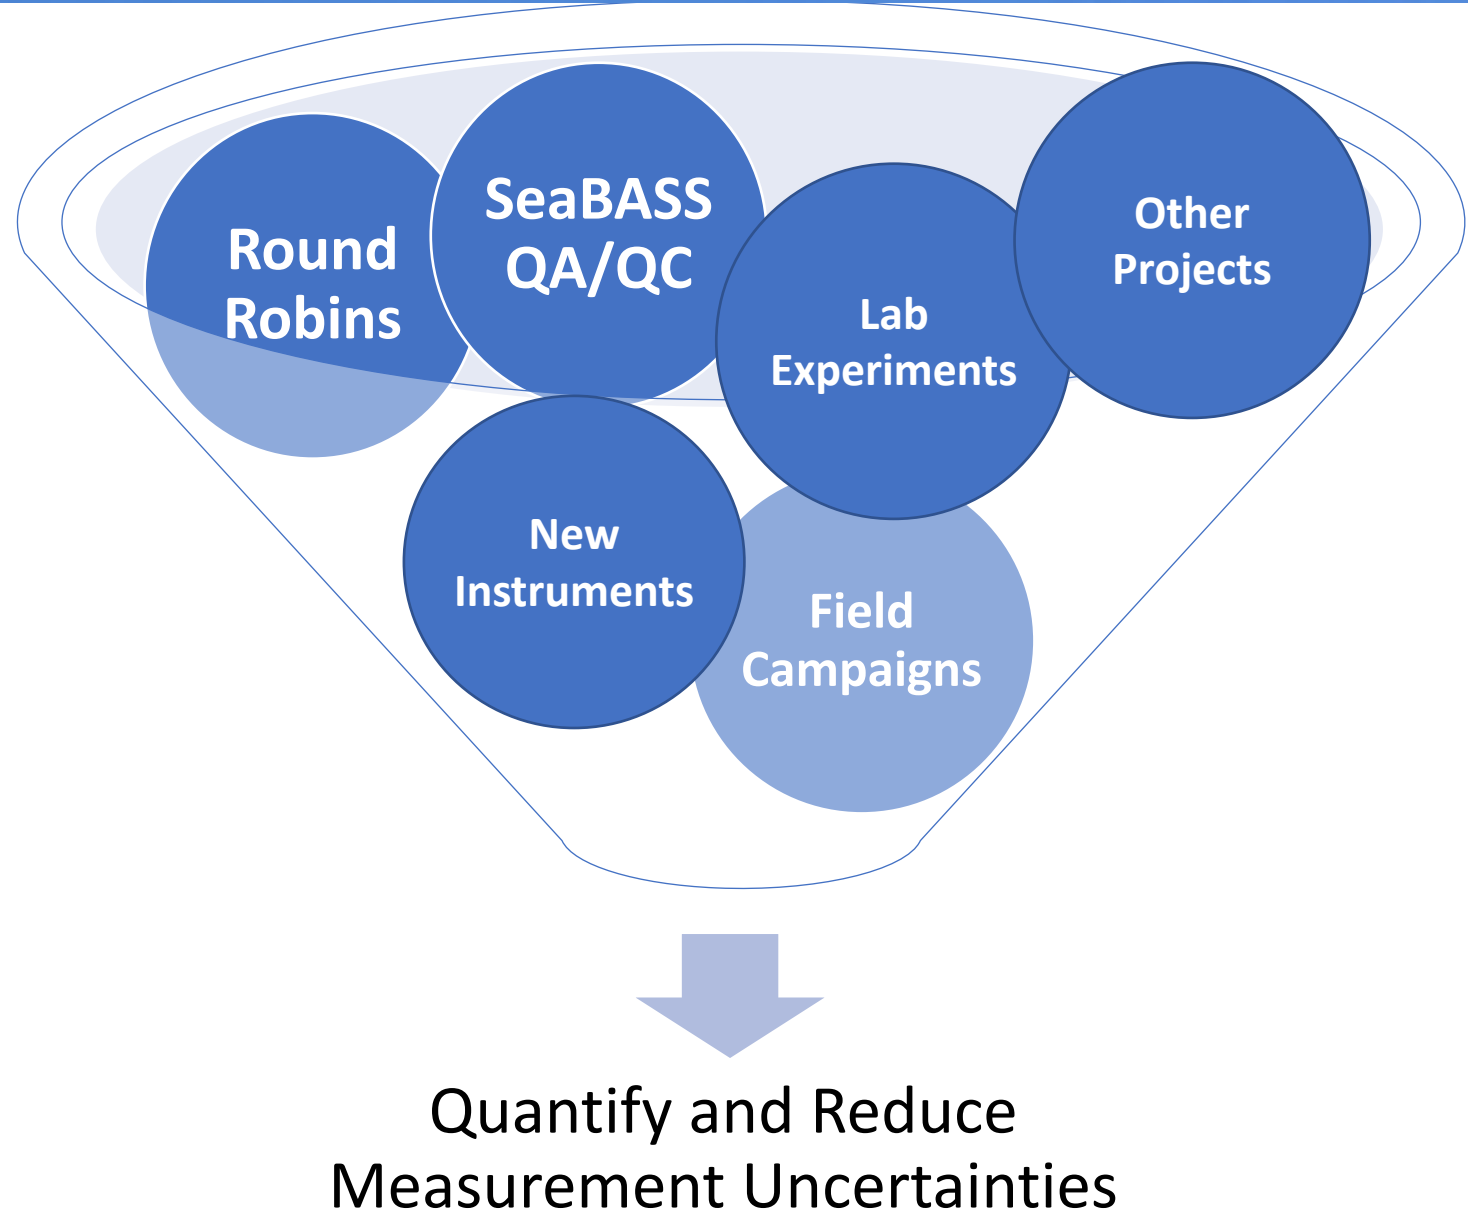 Round
Robins
SeaBASS
QA/QC
Lab
Experiments
Other
Projects
New
Instruments
Field
Campaigns
Quantify and Reduce
Measurement Uncertainties